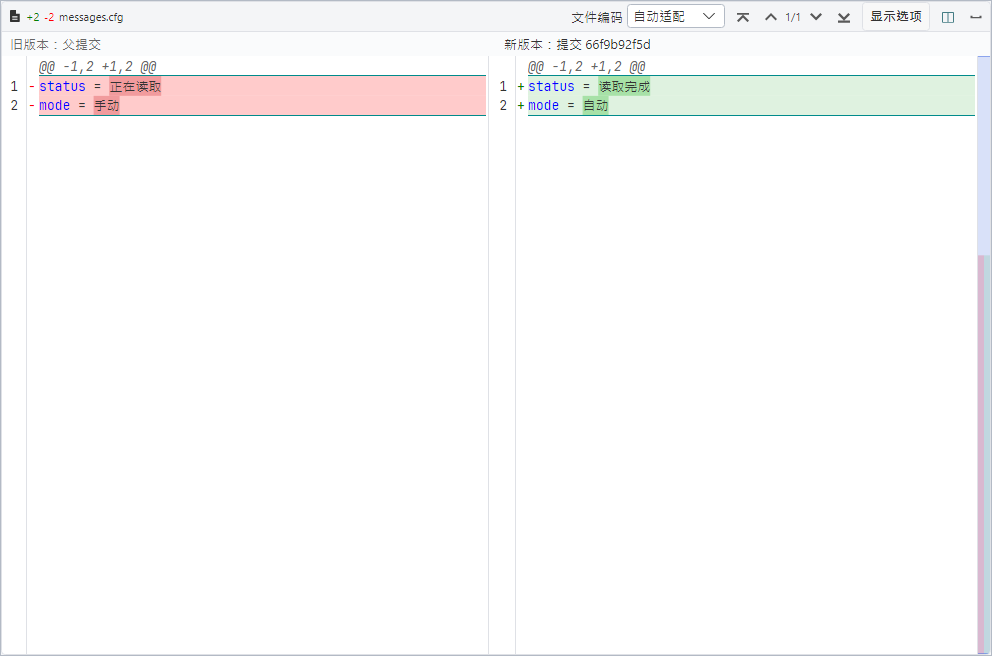 +2 -2 messages.cfg 文件编码 自动适配 1/1 显示选项
旧版本：父提交 新版本：提交 66f9b92f5d
@@ -1,2 +1,2 @@ @@ -1,2 +1,2 @@
1 - status = 正在读取 1 + status = 读取完成
2 - mode = 手动 2 + mode = 自动